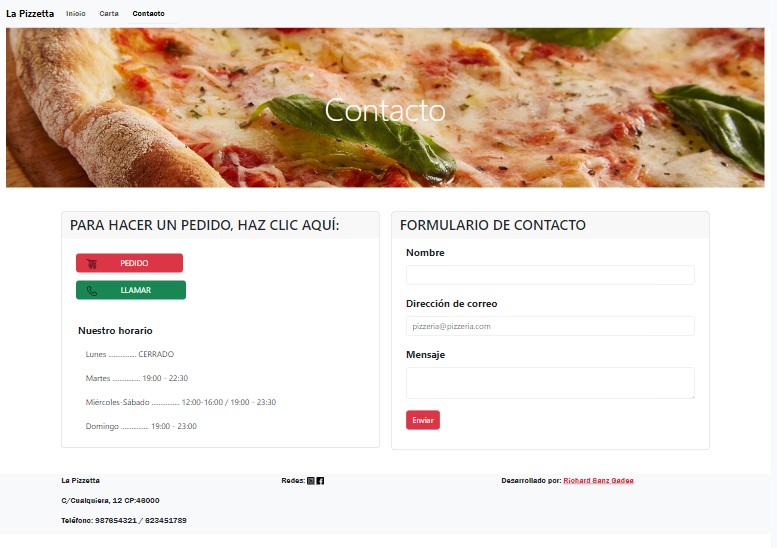 La Pizzetta Inicio Carta Contacto
Contacto
PARA HACER UN PEDIDO, HAZ CLIC AQUÍ:
PEDIDO
LLAMAR
Nuestro horario
Lunes .............. CERRADO
Martes .............. 19:00 - 22:30
Miércoles-Sábado .............. 12:00-16:00 / 19:00 - 23:30
Domingo .............. 19:00 - 23:00
FORMULARIO DE CONTACTO
Nombre
Dirección de correo
pizzeria@pizzeria.com
Mensaje
Enviar
La Pizzetta
C/Cualquiera, 12 CP:46000
Teléfono: 987654321 / 623451789
Redes:
Desarrollado por: Richard Sanz Gadea